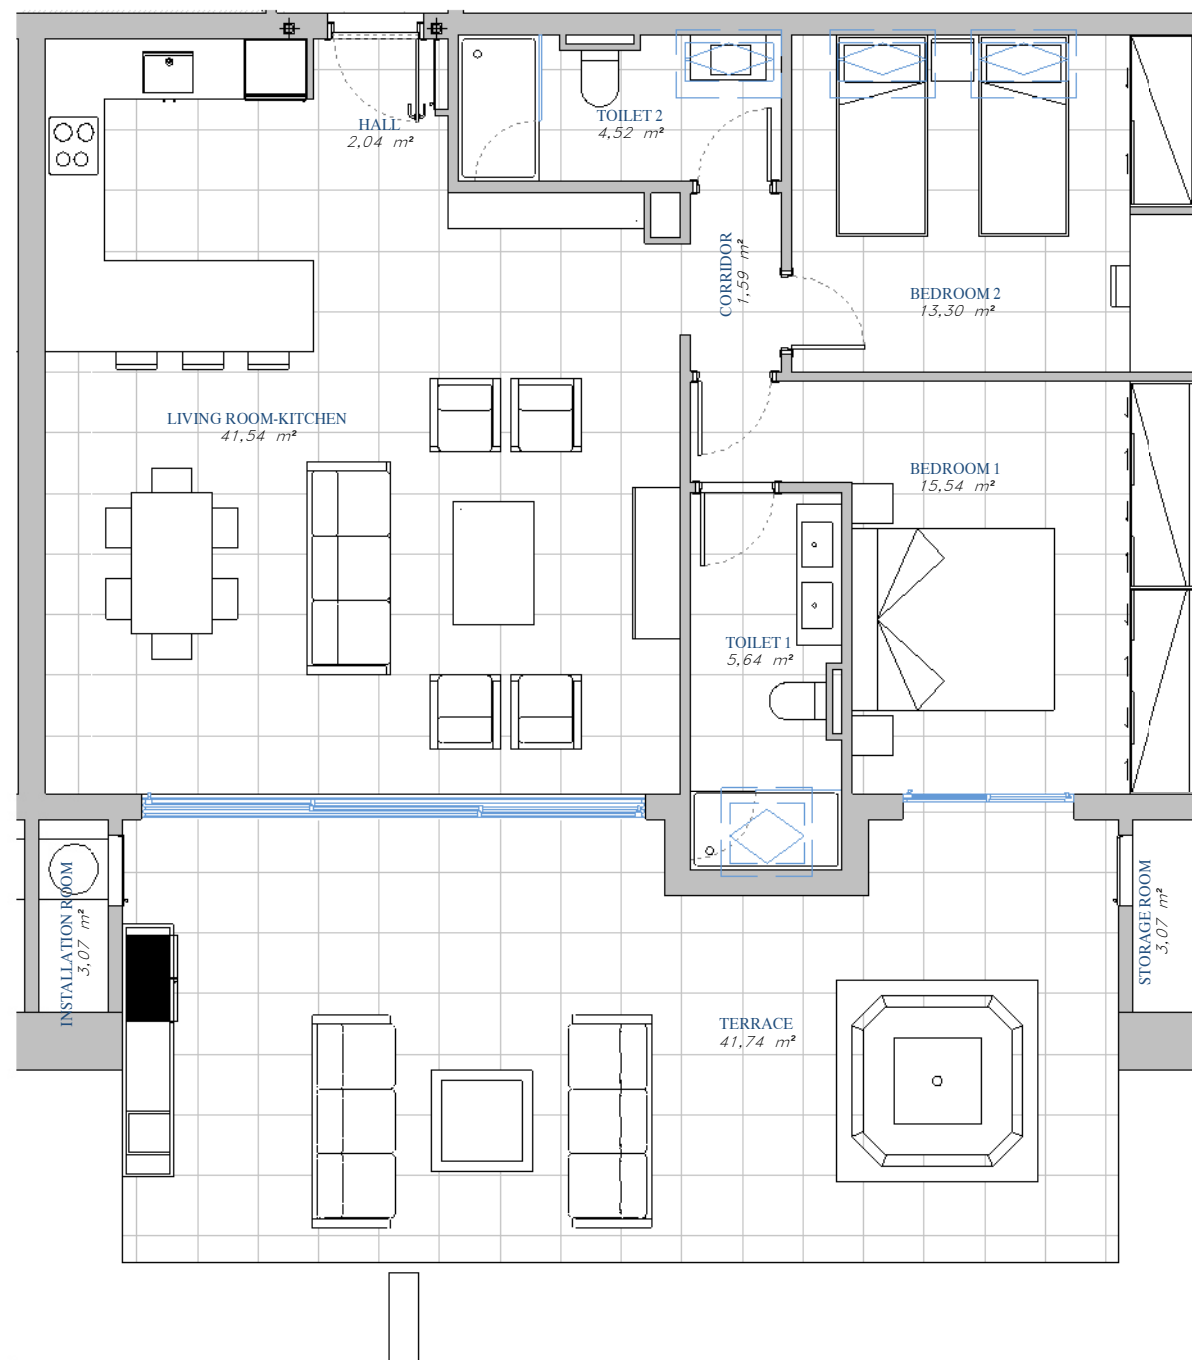 HALL
2,04 m²
TOILET 2
4,52 m²
CORRIDOR
1,59 m²
BEDROOM 2
13,30 m²
LIVING ROOM-KITCHEN
41,54 m²
BEDROOM 1
15,54 m²
TOILET 1
5,64 m²
INSTALLATION ROOM
3,07 m²
STORAGE ROOM
3,07 m²
TERRACE
41,74 m²